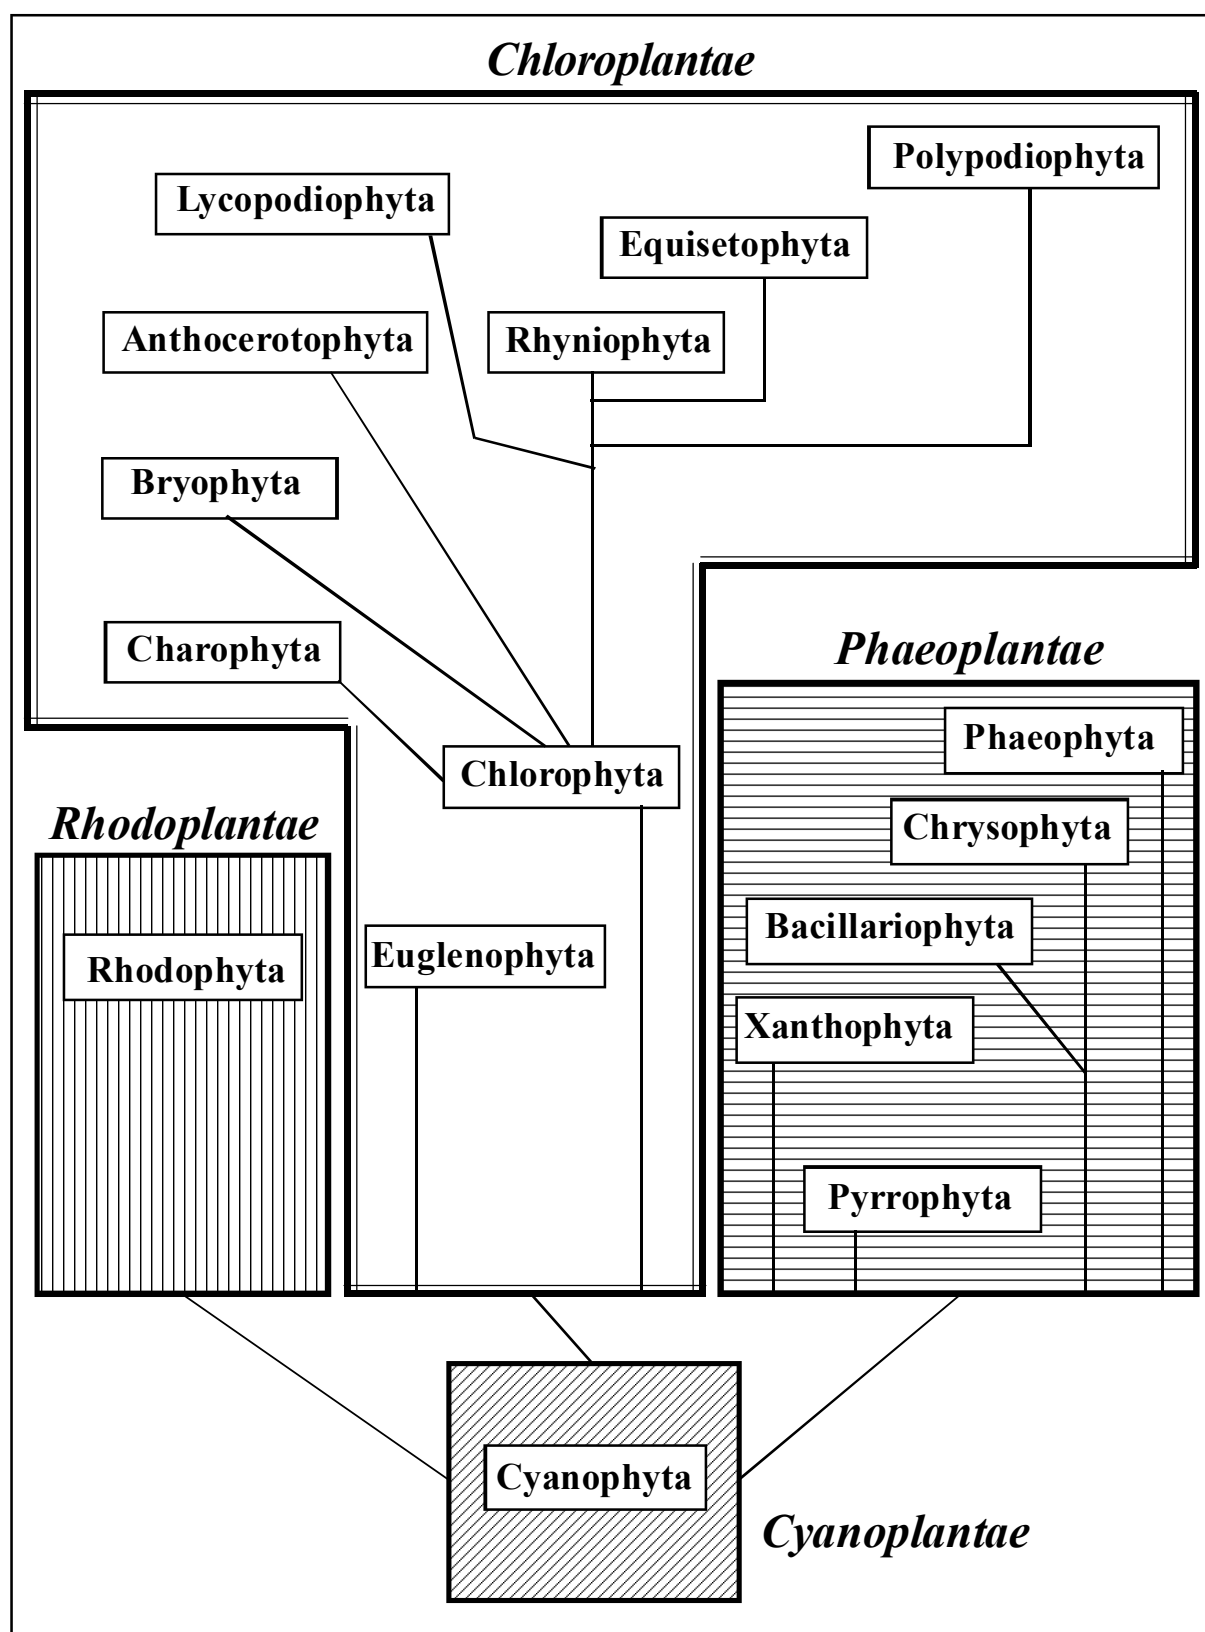 Chloroplantae
Polypodiophyta
Lycopodiophyta
Equisetophyta
Anthocerotophyta
Rhyniophyta
Bryophyta
Charophyta
Phaeoplantae
Phaeophyta
Chlorophyta
Rhodoplantae
Chrysophyta
Bacillariophyta
Euglenophyta
Rhodophyta
Xanthophyta
Pyrrophyta
Cyanophyta
Cyanoplantae